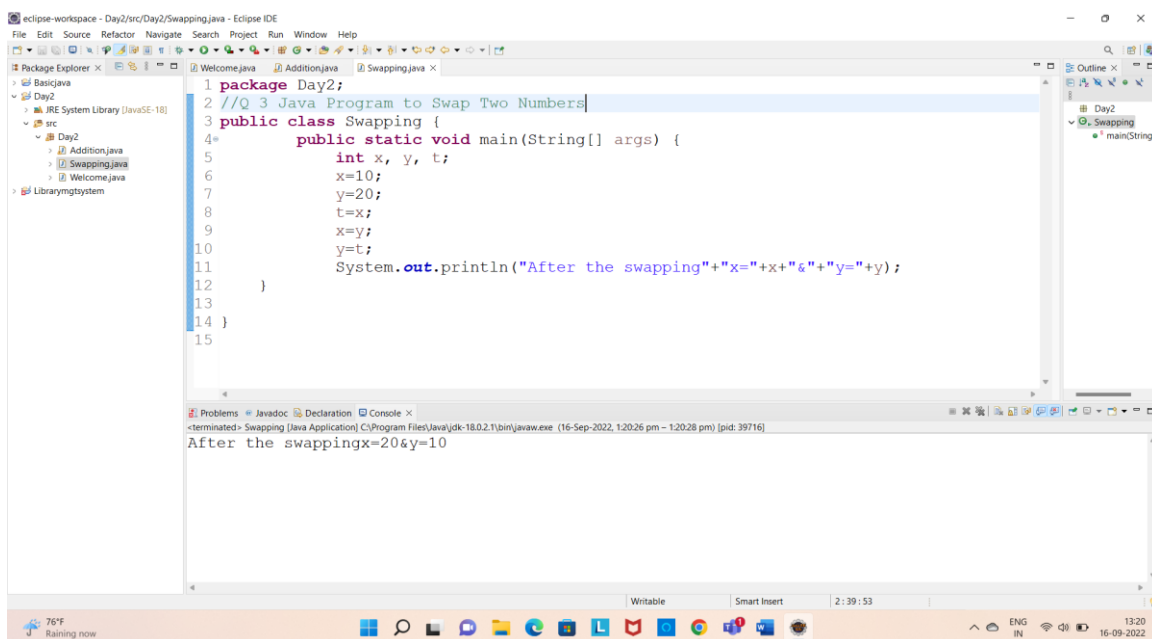 eclipse-workspace - Day2/src/Day2/Swapping.java - Eclipse IDE
File Edit Source Refactor Navigate Search Project Run Window Help
Package Explorer
Welcome.java Addition.java Swapping.java
Outline
Basicjava
Day2
JRE System Library [JavaSE-18]
src
Day2
Addition.java
Swapping.java
Welcome.java
Librarymgtsystem
1 package Day2;
2 //Q 3 Java Program to Swap Two Numbers
3 public class Swapping {
4 public static void main(String[] args) {
5 int x, y, t;
6 x=10;
7 y=20;
8 t=x;
9 x=y;
10 y=t;
11 System.out.println("After the swapping"+"x="+x+"&"+"y="+y);
12 }
13
14 }
15
Day2
Swapping
main(String
Problems Javadoc Declaration Console
<terminated> Swapping [Java Application] C:\Program Files\Java\jdk-18.0.2.1\bin\javaw.exe (16-Sep-2022, 1:20:26 pm – 1:20:28 pm) [pid: 39716]
After the swappingx=20&y=10
Writable Smart Insert 2 : 39 : 53
76°F
Raining now
ENG
IN
13:20
16-09-2022